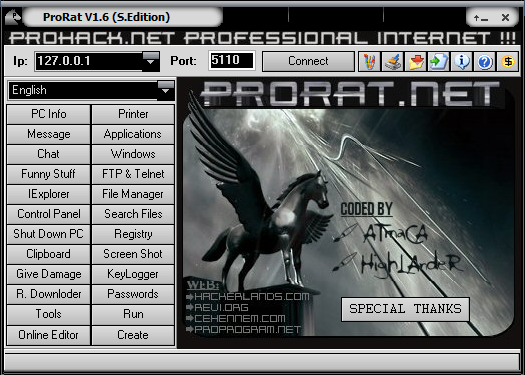 ProRat V1.6 (S.Edition)
PROHACK.NET PROFESSIONAL INTERNET !!!
Ip: 127.0.0.1 Port: 5110 Connect
English
PC Info Printer
Message Applications
Chat Windows
Funny Stuff FTP & Telnet
IExplorer File Manager
Control Panel Search Files
Shut Down PC Registry
Clipboard Screen Shot
Give Damage KeyLogger
R. Downloder Passwords
Tools Run
Online Editor Create
PRORAT.NET
CODED BY
ATmaCA
HighLAndeR
WEB:
HACKERLANDS.COM
REVI.ORG
CEHENNEM.COM
PROPROGRAM.NET
SPECIAL THANKS